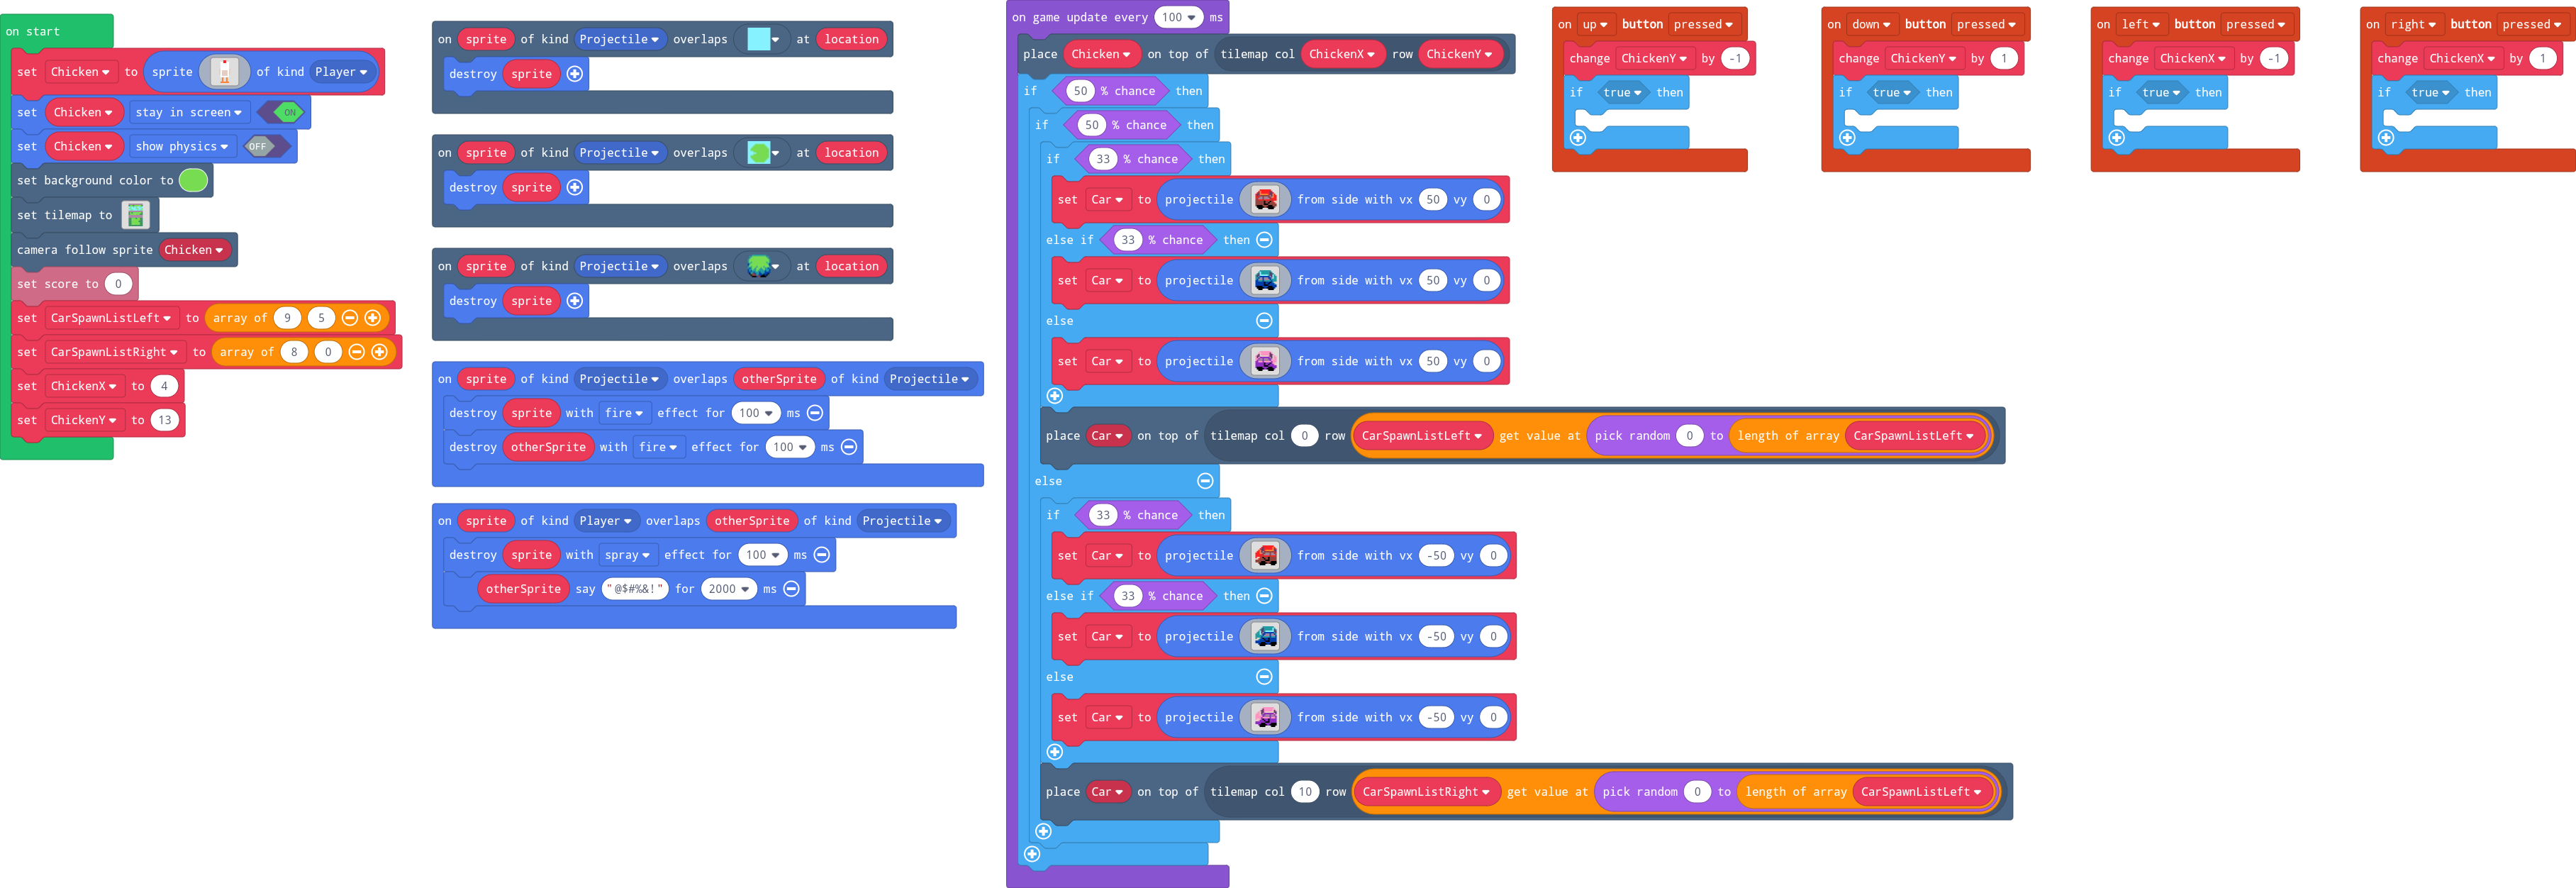 on start
set Chicken to sprite of kind Player
set Chicken stay in screen ON
set Chicken show physics OFF
set background color to
set tilemap to
camera follow sprite Chicken
set score to 0
set CarSpawnListLeft to array of 9 5
set CarSpawnListRight to array of 8 0
set ChickenX to 4
set ChickenY to 13
on sprite of kind Projectile overlaps at location
destroy sprite
on sprite of kind Projectile overlaps at location
destroy sprite
on sprite of kind Projectile overlaps at location
destroy sprite
on sprite of kind Projectile overlaps otherSprite of kind Projectile
destroy sprite with fire effect for 100 ms
destroy otherSprite with fire effect for 100 ms
on sprite of kind Player overlaps otherSprite of kind Projectile
destroy sprite with spray effect for 100 ms
otherSprite say "@$#%&!" for 2000 ms
on game update every 100 ms
place Chicken on top of tilemap col ChickenX row ChickenY
if 50 % chance then
if 50 % chance then
if 33 % chance then
set Car to projectile from side with vx 50 vy 0
else if 33 % chance then
set Car to projectile from side with vx 50 vy 0
else
set Car to projectile from side with vx 50 vy 0
place Car on top of tilemap col 0 row CarSpawnListLeft get value at pick random 0 to length of array CarSpawnListLeft
else
if 33 % chance then
set Car to projectile from side with vx -50 vy 0
else if 33 % chance then
set Car to projectile from side with vx -50 vy 0
else
set Car to projectile from side with vx -50 vy 0
place Car on top of tilemap col 10 row CarSpawnListRight get value at pick random 0 to length of array CarSpawnListLeft
on up button pressed
change ChickenY by -1
if true then
on down button pressed
change ChickenY by 1
if true then
on left button pressed
change ChickenX by -1
if true then
on right button pressed
change ChickenX by 1
if true then